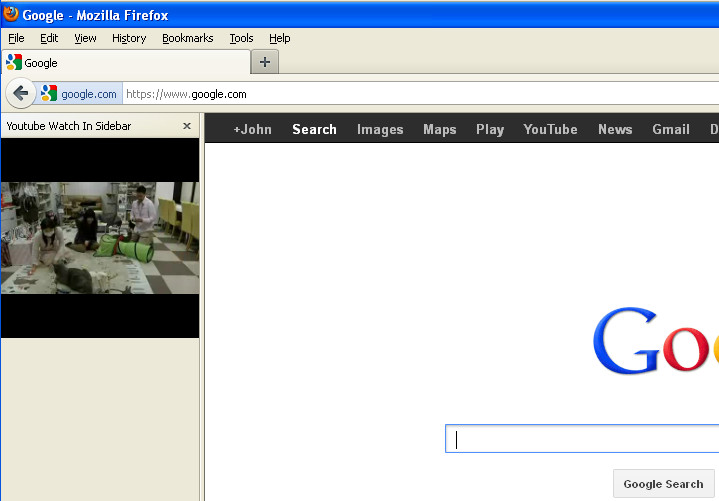 Google - Mozilla Firefox
File Edit View History Bookmarks Tools Help
Google
google.com https://www.google.com
Youtube Watch In Sidebar
+John Search Images Maps Play YouTube News Gmail D
Goo
Google Search